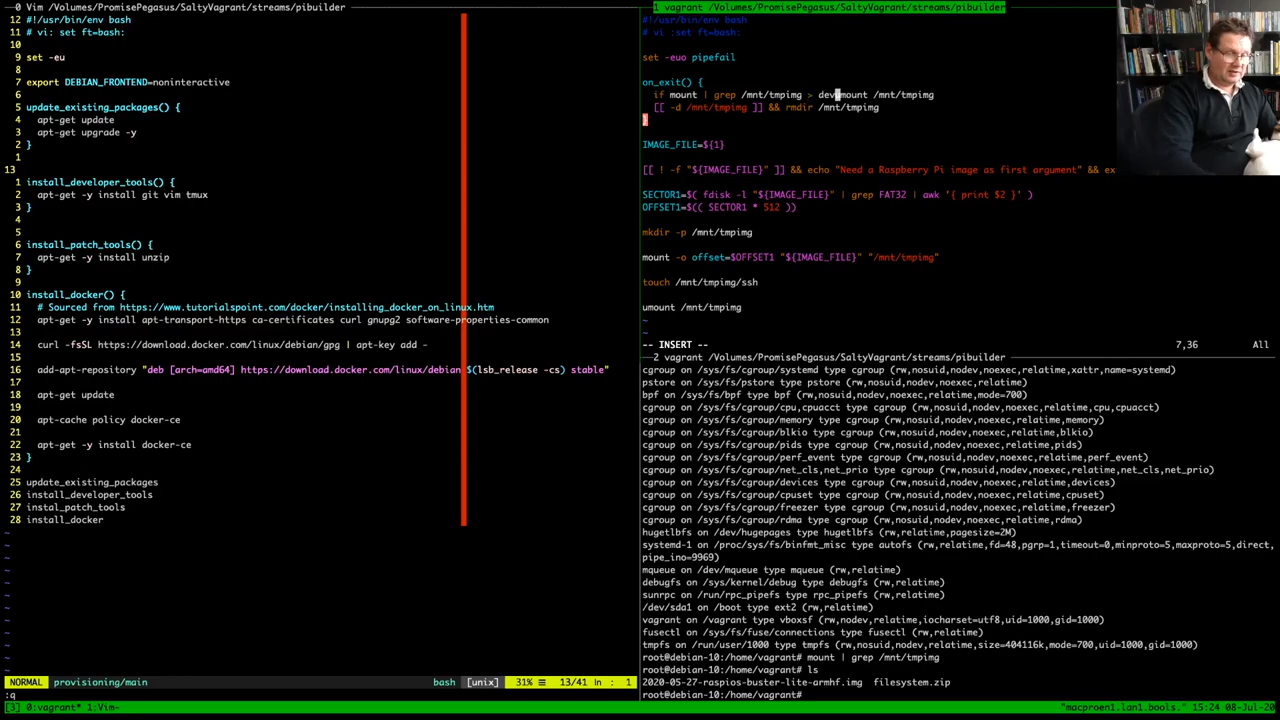 0 Vim /Volumes/PromisePegasus/SaltyVagrant/streams/pibuilder
12 #!/usr/bin/env bash
11 # vi: set ft=bash:
10
9 set -eu
8
7 export DEBIAN_FRONTEND=noninteractive
6
5 update_existing_packages() {
4 apt-get update
3 apt-get upgrade -y
2 }
1
13
1 install_developer_tools() {
2 apt-get -y install git vim tmux
3 }
4
5
6 install_patch_tools() {
7 apt-get -y install unzip
8 }
9
10 install_docker() {
11 # Sourced from https://www.tutorialspoint.com/docker/installing_docker_on_linux.htm
12 apt-get -y install apt-transport-https ca-certificates curl gnupg2 software-properties-common
13
14 curl -fsSL https://download.docker.com/linux/debian/gpg | apt-key add -
15
16 add-apt-repository "deb [arch=amd64] https://download.docker.com/linux/debian $(lsb_release -cs) stable"
17
18 apt-get update
19
20 apt-cache policy docker-ce
21
22 apt-get -y install docker-ce
23 }
24
25 update_existing_packages
26 install_developer_tools
27 instal_patch_tools
28 install_docker
~
~
~
~
~
~
~
~
~
~
~
~
NORMAL provisioning/main bash [unix] 31% ☰ 13/41 ln : 1
:q
1 vagrant /Volumes/PromisePegasus/SaltyVagrant/streams/pibuilder
#!/usr/bin/env bash
# vi :set ft=bash:
set -euo pipefail
on_exit() {
if mount | grep /mnt/tmpimg > devmount /mnt/tmpimg
[[ -d /mnt/tmpimg ]] && rmdir /mnt/tmpimg
}
IMAGE_FILE=${1}
[[ ! -f "${IMAGE_FILE}" ]] && echo "Need a Raspberry Pi image as first argument" && ex
SECTOR1=$( fdisk -l "${IMAGE_FILE}" | grep FAT32 | awk '{ print $2 }' )
OFFSET1=$(( SECTOR1 * 512 ))
mkdir -p /mnt/tmpimg
mount -o offset=$OFFSET1 "${IMAGE_FILE}" "/mnt/tmpimg"
touch /mnt/tmpimg/ssh
umount /mnt/tmpimg
~
~
-- INSERT -- 7,36 All
2 vagrant /Volumes/PromisePegasus/SaltyVagrant/streams/pibuilder
cgroup on /sys/fs/cgroup/systemd type cgroup (rw,nosuid,nodev,noexec,relatime,xattr,name=systemd)
pstore on /sys/fs/pstore type pstore (rw,nosuid,nodev,noexec,relatime)
bpf on /sys/fs/bpf type bpf (rw,nosuid,nodev,noexec,relatime,mode=700)
cgroup on /sys/fs/cgroup/cpu,cpuacct type cgroup (rw,nosuid,nodev,noexec,relatime,cpu,cpuacct)
cgroup on /sys/fs/cgroup/memory type cgroup (rw,nosuid,nodev,noexec,relatime,memory)
cgroup on /sys/fs/cgroup/blkio type cgroup (rw,nosuid,nodev,noexec,relatime,blkio)
cgroup on /sys/fs/cgroup/pids type cgroup (rw,nosuid,nodev,noexec,relatime,pids)
cgroup on /sys/fs/cgroup/perf_event type cgroup (rw,nosuid,nodev,noexec,relatime,perf_event)
cgroup on /sys/fs/cgroup/net_cls,net_prio type cgroup (rw,nosuid,nodev,noexec,relatime,net_cls,net_prio)
cgroup on /sys/fs/cgroup/devices type cgroup (rw,nosuid,nodev,noexec,relatime,devices)
cgroup on /sys/fs/cgroup/cpuset type cgroup (rw,nosuid,nodev,noexec,relatime,cpuset)
cgroup on /sys/fs/cgroup/freezer type cgroup (rw,nosuid,nodev,noexec,relatime,freezer)
cgroup on /sys/fs/cgroup/rdma type cgroup (rw,nosuid,nodev,noexec,relatime,rdma)
hugetlbfs on /dev/hugepages type hugetlbfs (rw,relatime,pagesize=2M)
systemd-1 on /proc/sys/fs/binfmt_misc type autofs (rw,relatime,fd=48,pgrp=1,timeout=0,minproto=5,maxproto=5,direct,
pipe_ino=9969)
mqueue on /dev/mqueue type mqueue (rw,relatime)
debugfs on /sys/kernel/debug type debugfs (rw,relatime)
sunrpc on /run/rpc_pipefs type rpc_pipefs (rw,relatime)
/dev/sda1 on /boot type ext2 (rw,relatime)
vagrant on /vagrant type vboxsf (rw,nodev,relatime,iocharset=utf8,uid=1000,gid=1000)
fusectl on /sys/fs/fuse/connections type fusectl (rw,relatime)
tmpfs on /run/user/1000 type tmpfs (rw,nosuid,nodev,relatime,size=404116k,mode=700,uid=1000,gid=1000)
root@debian-10:/home/vagrant# mount | grep /mnt/tmpimg
root@debian-10:/home/vagrant# ls
2020-05-27-raspios-buster-lite-armhf.img filesystem.zip
root@debian-10:/home/vagrant#
[3] 0:vagrant* 1:Vim- "macproen1.lan1.bools." 15:24 08-Jul-20